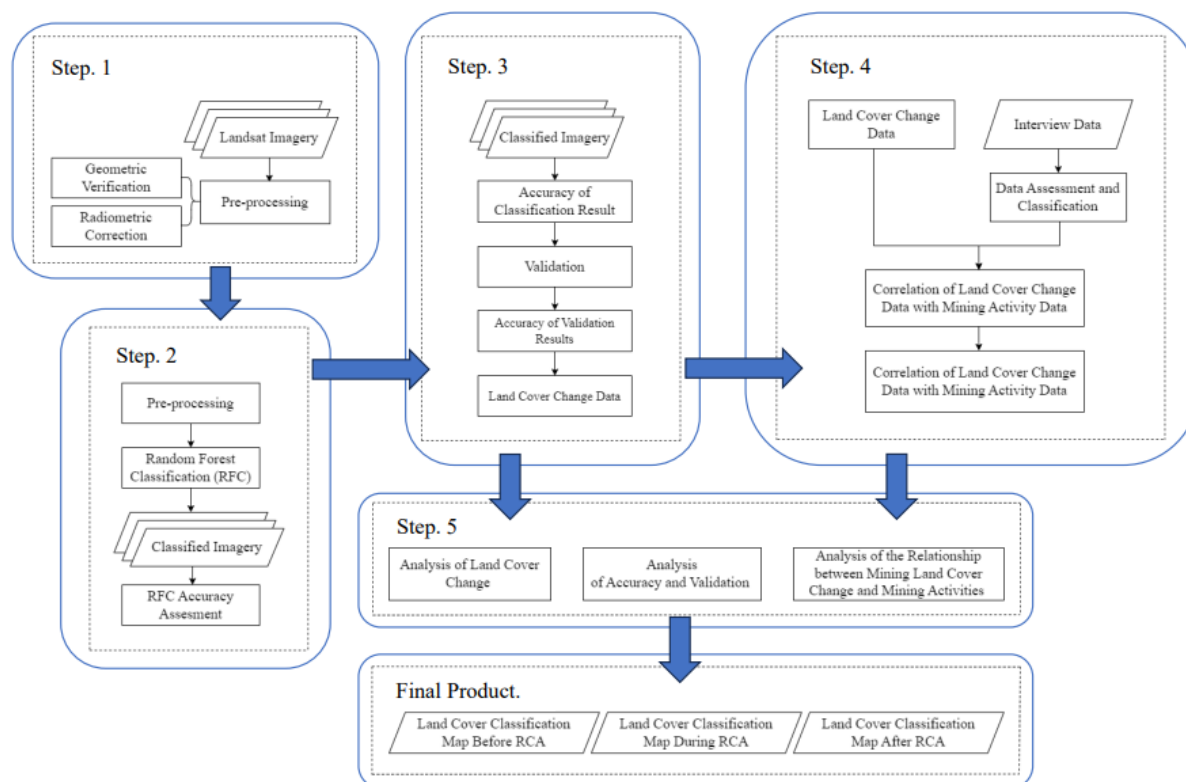 Step. 1
Landsat Imagery
Geometric
Verification
Radiometric
Correction
Pre-processing
Step. 2
Pre-processing
Random Forest
Classification (RFC)
Classified Imagery
RFC Accuracy
Assesment
Step. 3
Classified Imagery
Accuracy of
Classification Result
Validation
Accuracy of Validation
Results
Land Cover Change Data
Step. 4
Land Cover Change
Data
Interview Data
Data Assessment and
Classification
Correlation of Land Cover Change
Data with Mining Activity Data
Correlation of Land Cover Change
Data with Mining Activity Data
Step. 5
Analysis of Land Cover
Change
Analysis
of Accuracy and Validation
Analysis of the Relationship
between Mining Land Cover
Change and Mining Activities
Final Product.
Land Cover Classification
Map Before RCA
Land Cover Classification
Map During RCA
Land Cover Classification
Map After RCA